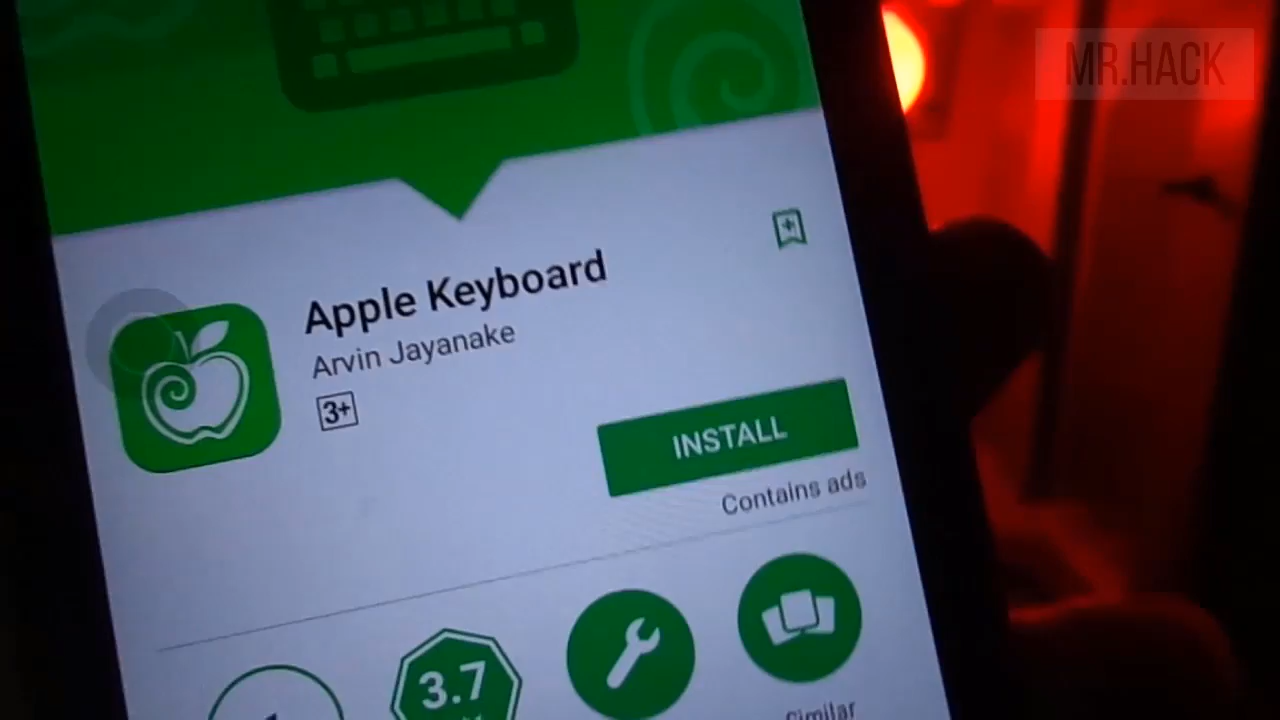 MR.HACK
Apple Keyboard
Arvin Jayanake
3+
INSTALL
Contains ads
3.7
Similar